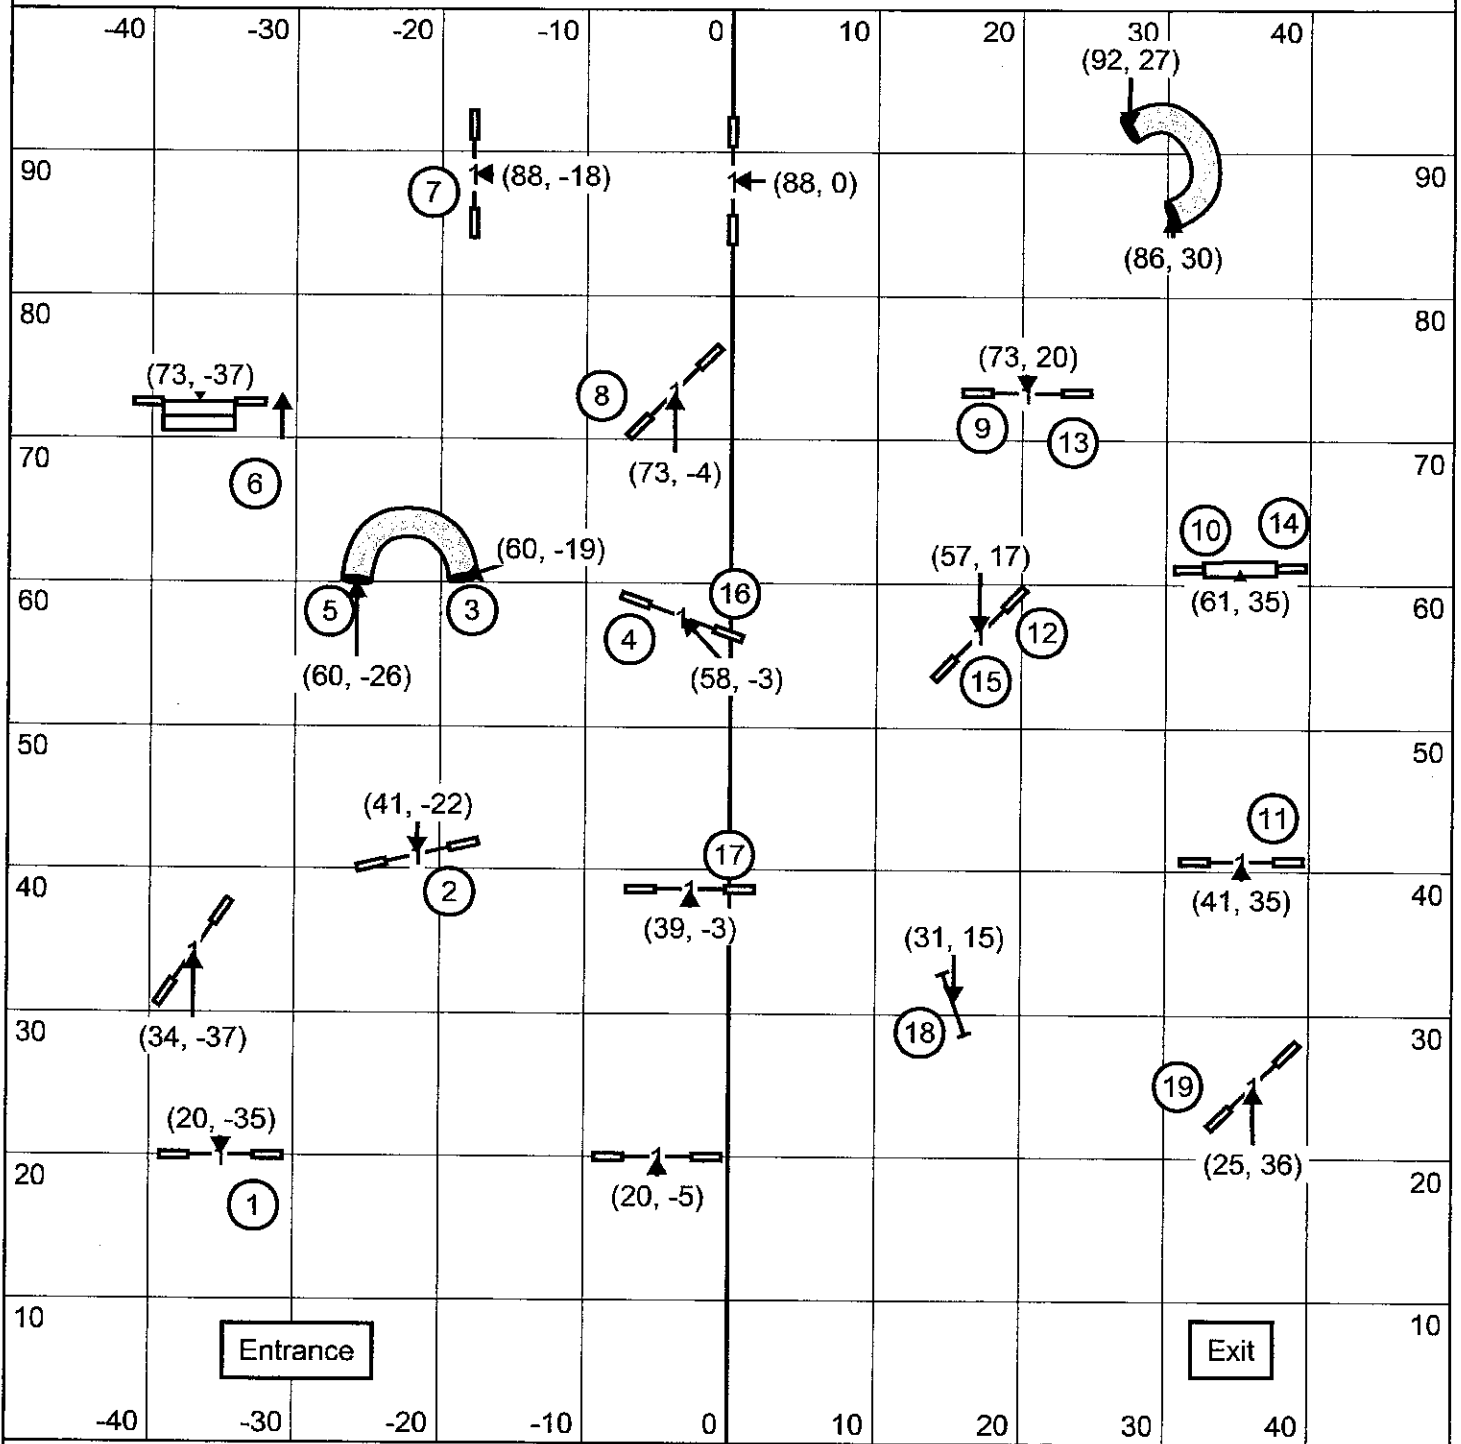 -40 -30 -20 -10 0 10 20 30 40
(92, 27)
90 7 (88, -18) (88, 0) 90
(86, 30)
80 80
(73, -37) 8 (73, 20)
9 13
70 6 (73, -4) 70
10 14
(60, -19) (57, 17)
60 5 3 16 (61, 35) 60
4 12
(60, -26) (58, -3) 15
50 50
(41, -22) 11
17
40 2 (41, 35) 40
(39, -3) (31, 15)
30 (34, -37) 18 30
19
(20, -35)
20 (20, -5) (25, 36) 20
1
10 10
Entrance Exit
-40 -30 -20 -10 0 10 20 30 40